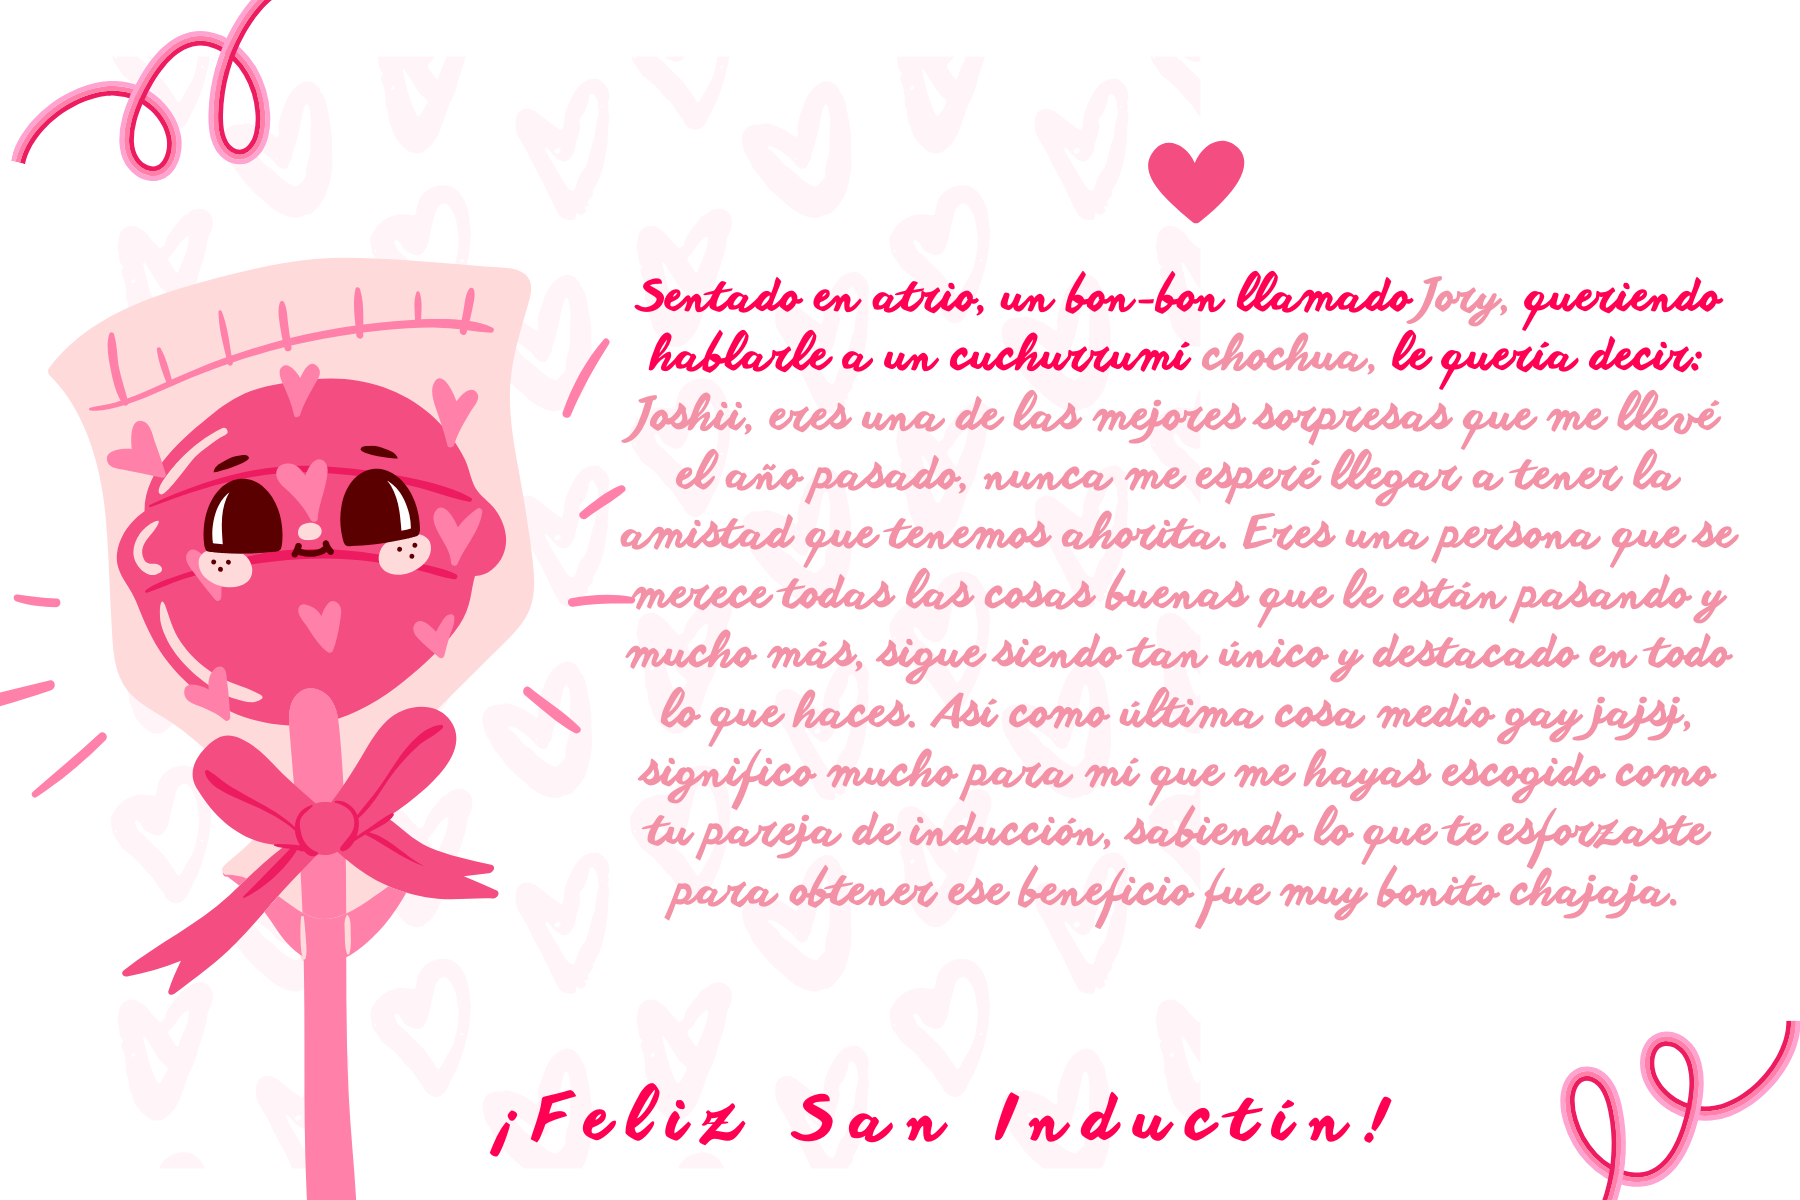 Sentado en atrio, un bon-bon llamado Jory, queriendo
hablarle a un cuchurrumí chochua, le quería decir:
Joshii, eres una de las mejores sorpresas que me llevé
el año pasado, nunca me esperé llegar a tener la
amistad que tenemos ahorita. Eres una persona que se
merece todas las cosas buenas que le están pasando y
mucho más, sigue siendo tan único y destacado en todo
lo que haces. Así como última cosa medio gay jajsj,
significo mucho para mí que me hayas escogido como
tu pareja de inducción, sabiendo lo que te esforzaste
para obtener ese beneficio fue muy bonito chajaja.
¡Feliz San Inductín!